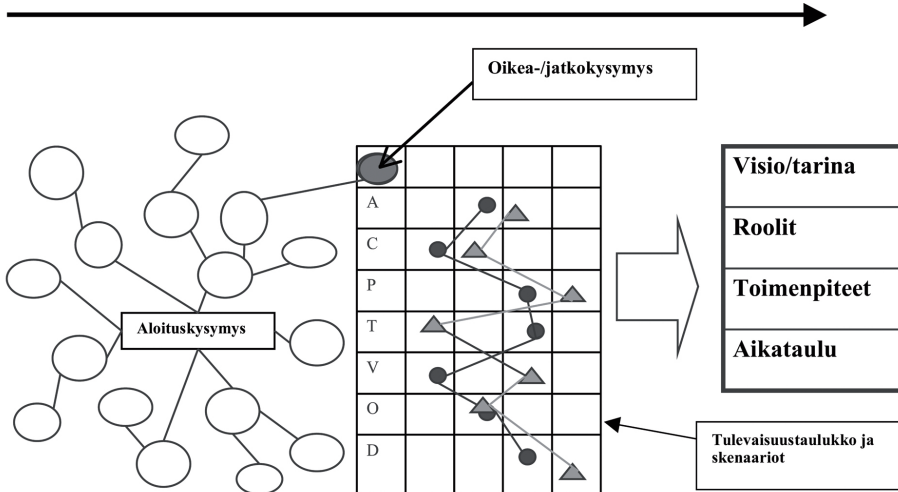 Oikea-/jatkokysymys
Aloituskysymys
A
C
P
T
V
O
D
Visio/tarina
Roolit
Toimenpiteet
Aikataulu
Tulevaisuustaulukko ja
skenaariot